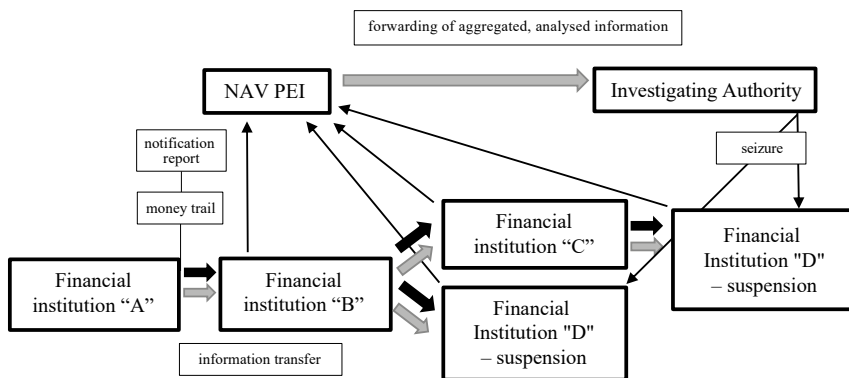 forwarding of aggregated, analysed information
NAV PEI
Investigating Authority
notification
report
seizure
money trail
Financial
institution “C”
Financial
Institution "D"
– suspension
Financial
institution “A”
Financial
institution “B”
Financial
Institution "D"
– suspension
information transfer